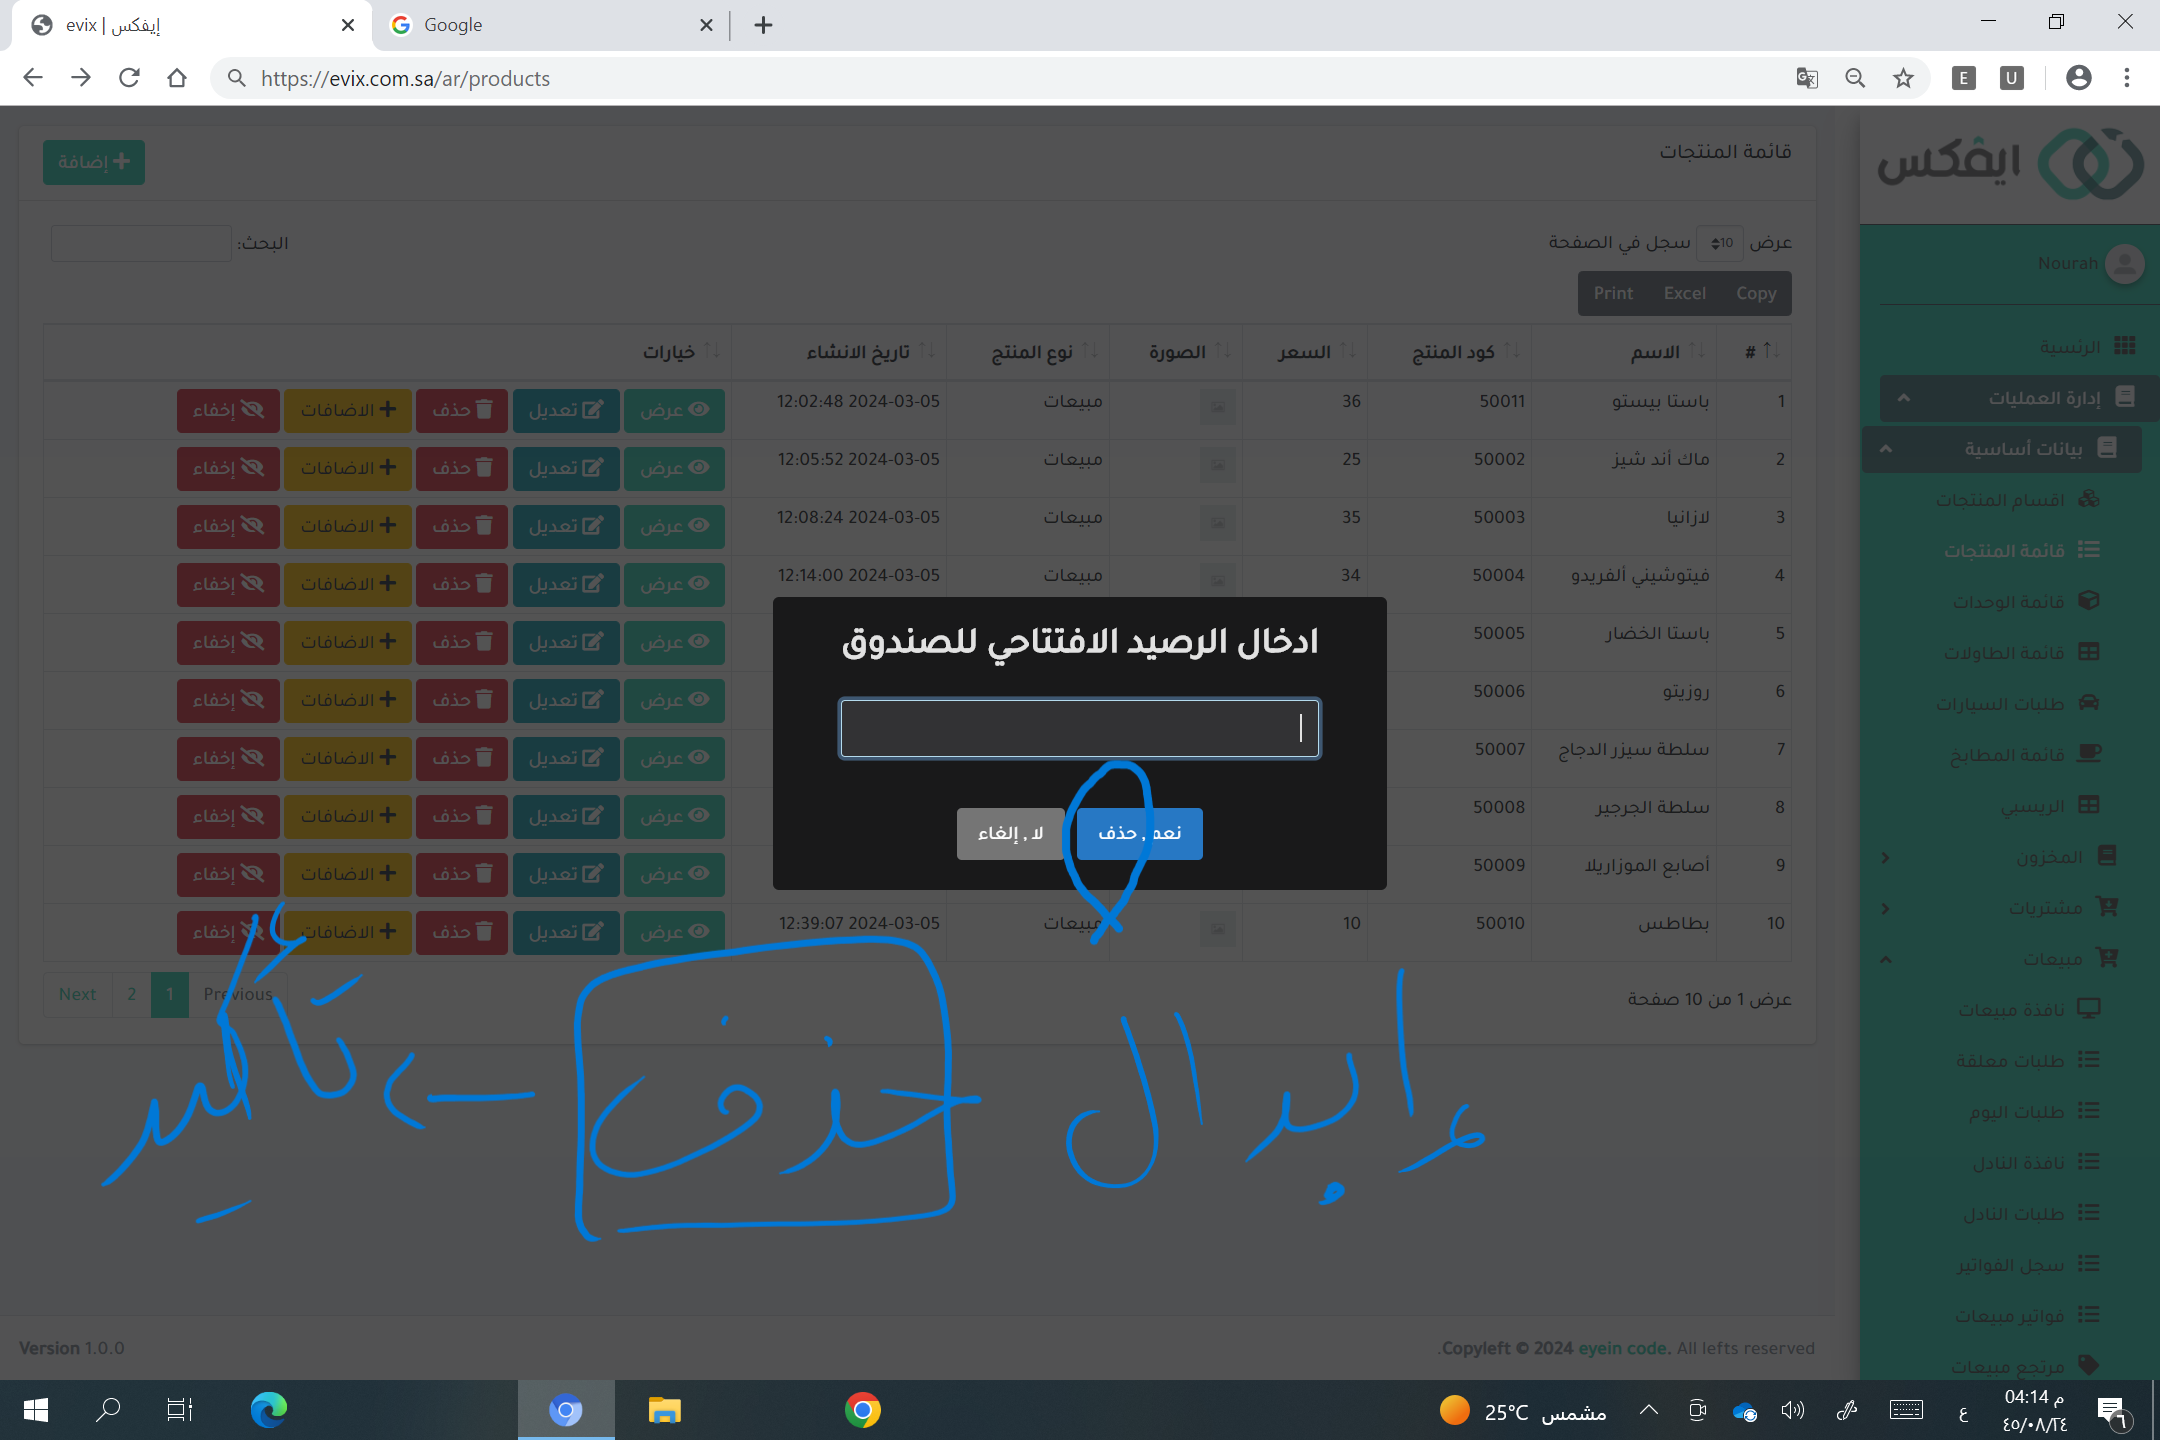 evix | إيفكس
Google
https://evix.com.sa/ar/products
E
U
ايفكس
Nourah
الرئسية
إدارة العمليات
بيانات أساسية
اقسام المنتجات
قائمة المنتجات
قائمة الوحدات
قائمة الطاولات
طلبات السيارات
قائمة المطابخ
الريسبي
المخزون
مشتريات
مبيعات
نافذة مبيعات
طلبات معلقة
طلبات اليوم
نافذة النادل
طلبات النادل
سجل الفواتير
فواتير مبيعات
مرتجع مبيعات
قائمة المنتجات
إضافة
عرض 10 سجل في الصفحة
البحث:
Print Excel Copy
# الاسم كود المنتج السعر الصورة نوع المنتج تاريخ الانشاء خيارات
1 باستا بيستو 50011 36 مبيعات 2024-03-05 12:02:48 عرض تعديل حذف الاضافات إخفاء
2 ماك أند شيز 50002 25 مبيعات 2024-03-05 12:05:52 عرض تعديل حذف الاضافات إخفاء
3 لازانيا 50003 35 مبيعات 2024-03-05 12:08:24 عرض تعديل حذف الاضافات إخفاء
4 فيتوشيني ألفريدو 50004 34 مبيعات 2024-03-05 12:14:00 عرض تعديل حذف الاضافات إخفاء
5 باستا الخضار 50005 عرض تعديل حذف الاضافات إخفاء
6 روزيتو 50006 عرض تعديل حذف الاضافات إخفاء
7 سلطة سيزر الدجاج 50007 عرض تعديل حذف الاضافات إخفاء
8 سلطة الجرجير 50008 عرض تعديل حذف الاضافات إخفاء
9 أصابع الموزاريلا 50009 عرض تعديل حذف الاضافات إخفاء
10 بطاطس 50010 10 مبيعات 2024-03-05 12:39:07 عرض تعديل حذف الاضافات إخفاء
ادخال الرصيد الافتتاحي للصندوق
نعم , حذف
لا , إلغاء
عرض 1 من 10 صفحة
Previous 1 2 Next
إبدال حذف تأكيد
Version 1.0.0
Copyleft © 2024 eyein code. All lefts reserved.
25°C مشمس
ع
04:14 م
٤٥/٠٨/٢٤
٦